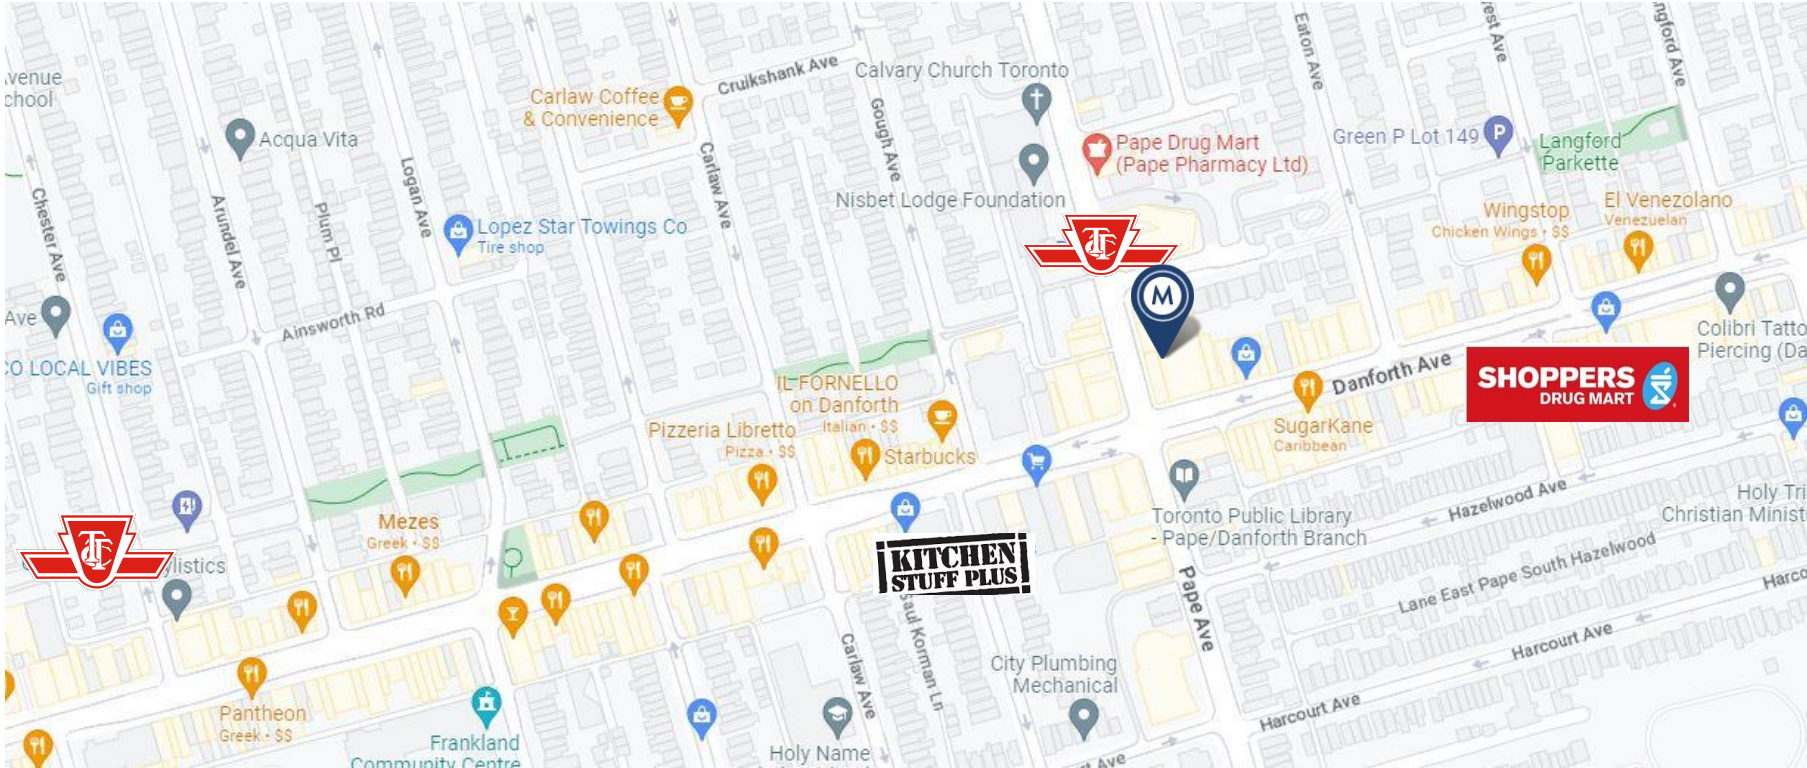 venue
chool
Acqua Vita
Carlaw Coffee
& Convenience
Cruikshank Ave
Calvary Church Toronto
Eaton Ave
Gough Ave
Pape Drug Mart
(Pape Pharmacy Ltd)
Green P Lot 149
P
Langford
Parkette
Nisbet Lodge Foundation
El Venezolano
Venezuelan
Wingstop
Chicken Wings • $$
Chester Ave
Arundel Ave
Plum Pl
Logan Ave
Carlaw Ave
Lopez Star Towings Co
Tire shop
TTC
M
Ave
Ainsworth Rd
CO LOCAL VIBES
Gift shop
Colibri Tatto
Piercing (Da
Danforth Ave
SHOPPERS
DRUG MART
IL FORNELLO
on Danforth
Italian • $$
Pizzeria Libretto
Pizza • $$
Starbucks
SugarKane
Caribbean
Mezes
Greek • $$
KITCHEN
STUFF PLUS
Toronto Public Library
- Pape/Danforth Branch
Hazelwood Ave
Holy Tri
Christian Minist
TTC
ylistics
Lane East Pape South Hazelwood
Harco
Pape Ave
Carlaw Ave
aul Korman Ln
City Plumbing
Mechanical
Harcourt Ave
Harcourt Ave
Pantheon
Greek • $$
Frankland
Community Centre
Holy Name
Ave